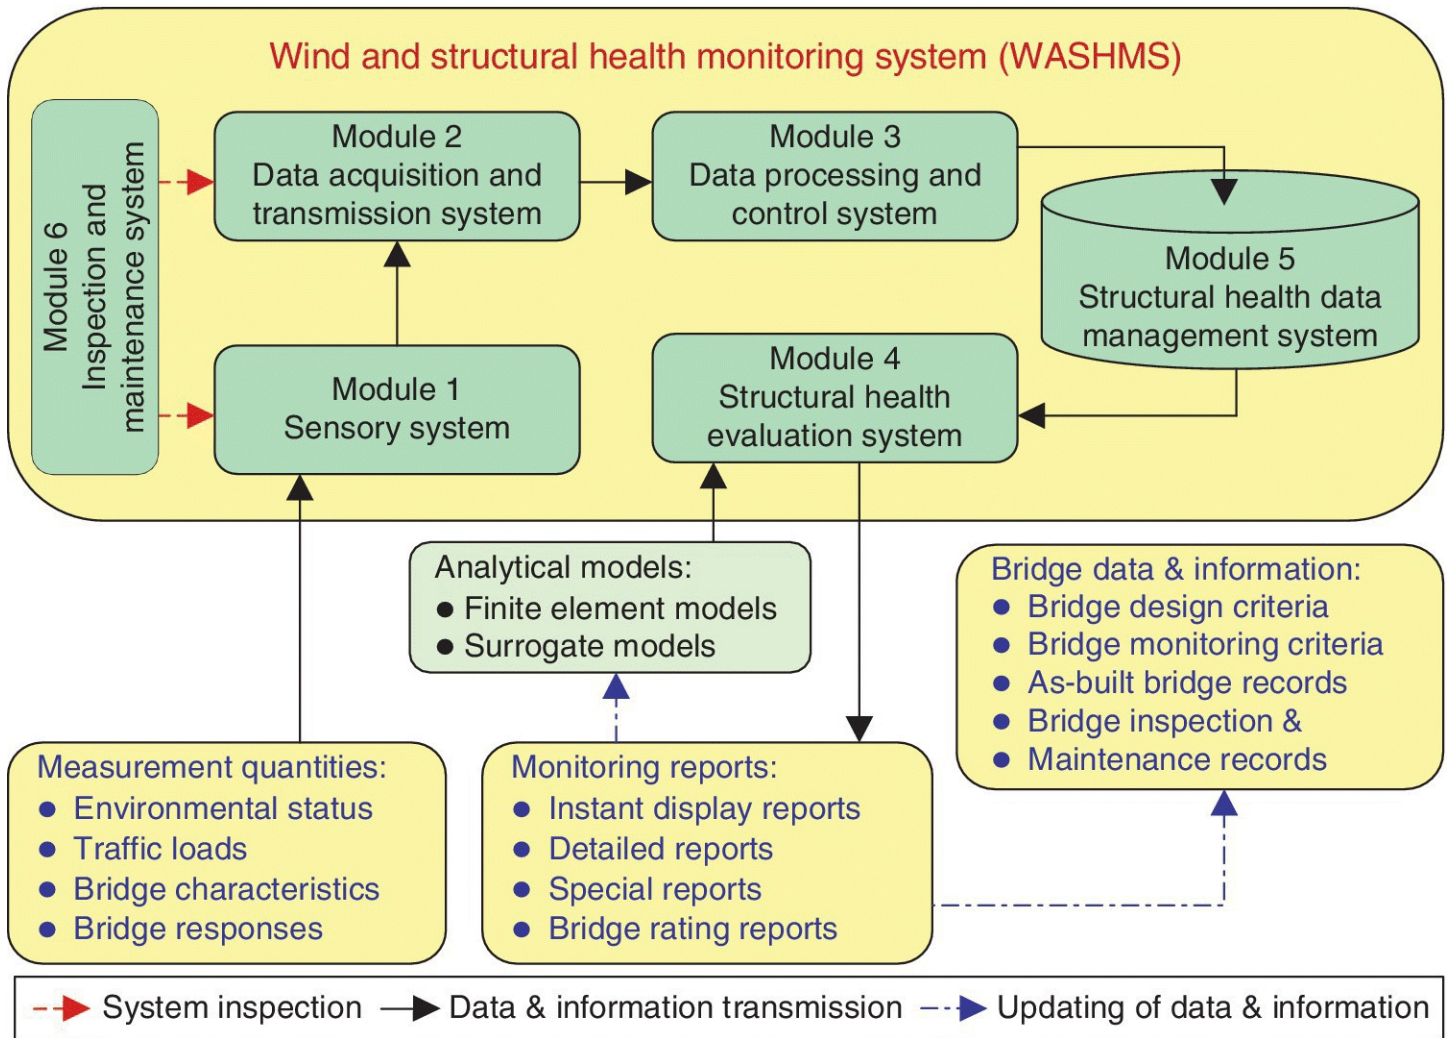 Wind and structural health monitoring system (WASHMS)
Module 6
Inspection and
maintenance system
Module 2
Data acquisition and
transmission system
Module 3
Data processing and
control system
Module 5
Structural health data
management system
Module 1
Sensory system
Module 4
Structural health
evaluation system
Analytical models:
● Finite element models
● Surrogate models
Bridge data & information:
● Bridge design criteria
● Bridge monitoring criteria
● As-built bridge records
● Bridge inspection &
● Maintenance records
Measurement quantities:
● Environmental status
● Traffic loads
● Bridge characteristics
● Bridge responses
Monitoring reports:
● Instant display reports
● Detailed reports
● Special reports
● Bridge rating reports
System inspection
Data & information transmission
Updating of data & information